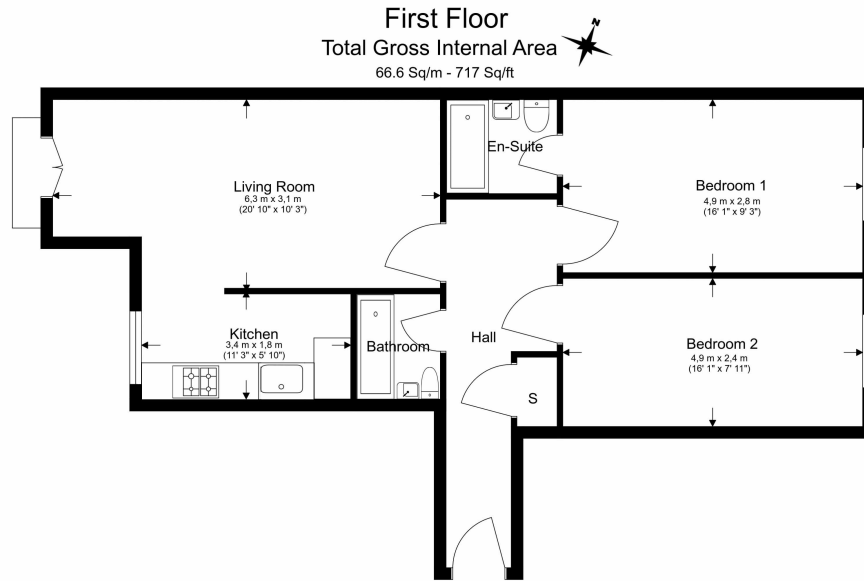 First Floor
Total Gross Internal Area
66.6 Sq/m - 717 Sq/ft
N
En-Suite
Living Room
6,3 m x 3,1 m
(20' 10" x 10' 3")
Bedroom 1
4,9 m x 2,8 m
(16' 1" x 9' 3")
Kitchen
3,4 m x 1,8 m
(11' 3" x 5' 10")
Bathroom
Hall
Bedroom 2
4,9 m x 2,4 m
(16' 1" x 7' 11")
S